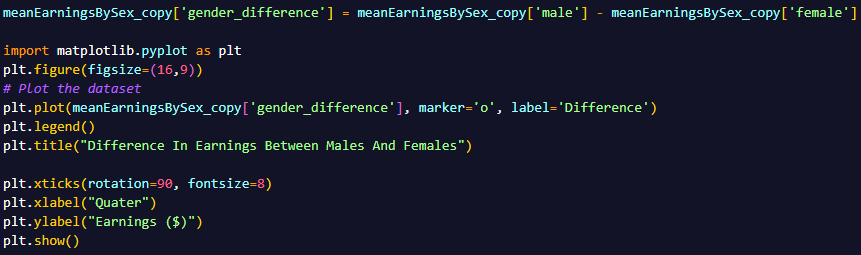 meanEarningsBySex_copy['gender_difference'] = meanEarningsBySex_copy['male'] - meanEarningsBySex_copy['female']
import matplotlib.pyplot as plt
plt.figure(figsize=(16,9))
# Plot the dataset
plt.plot(meanEarningsBySex_copy['gender_difference'], marker='o', label='Difference')
plt.legend()
plt.title("Difference In Earnings Between Males And Females")
plt.xticks(rotation=90, fontsize=8)
plt.xlabel("Quater")
plt.ylabel("Earnings ($)")
plt.show()